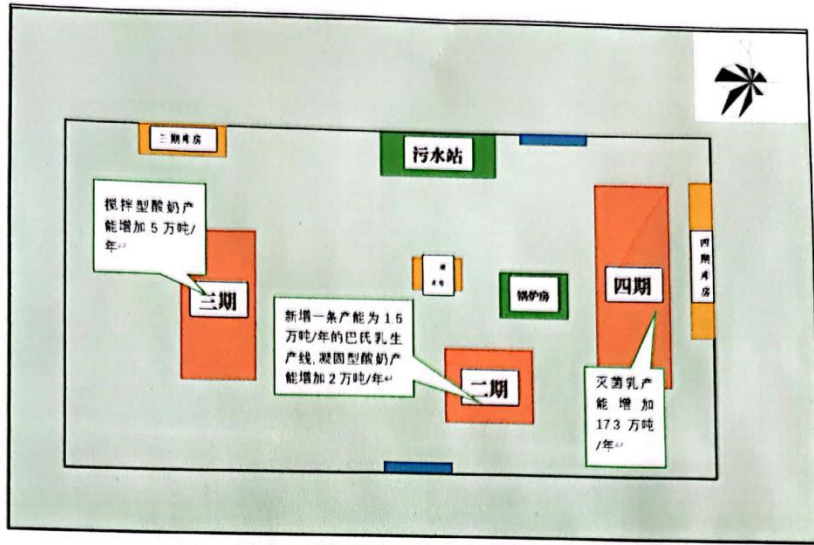 三期库房
污水站
搅拌型酸奶产
能增加 5 万吨/
年↵
三期
锅炉房
四期
四
期
库
房
新增一条产能为 1.5
万吨/年的巴氏乳生
产线,凝固型酸奶产
能增加 2 万吨/年↵
二期
灭菌乳产
能增加
17.3 万吨
/年↵